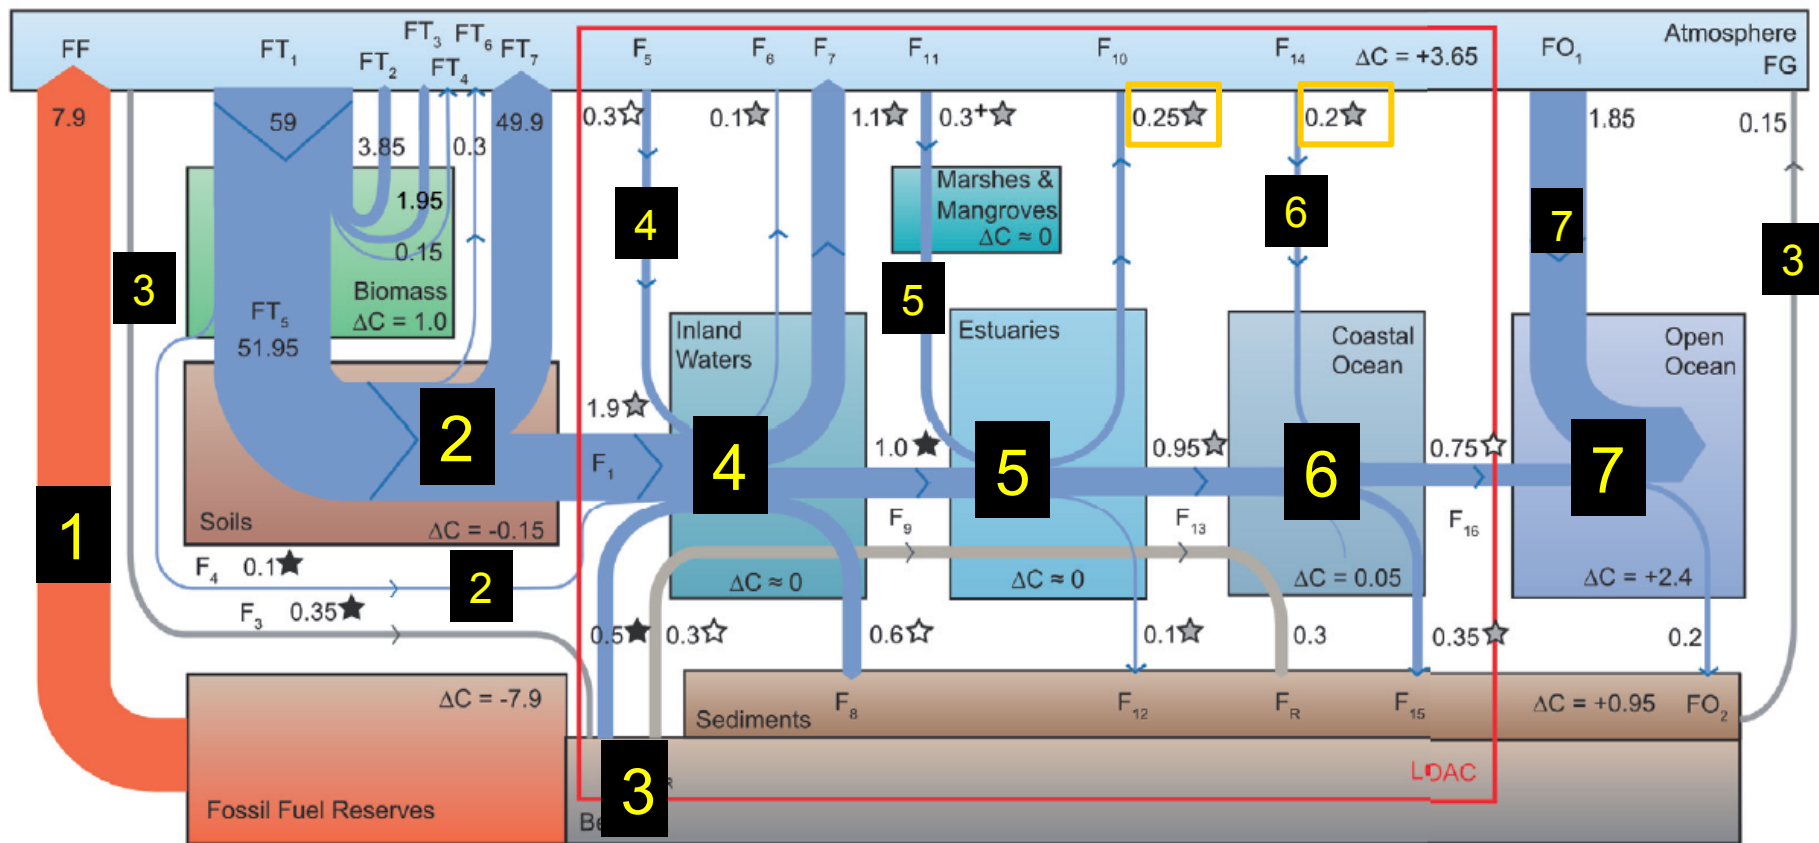 FF
FT1
FT2
FT3
FT4
FT6
FT7
F5
F6
F7
F11
F10
F14
ΔC = +3.65
FO1
Atmosphere
FG
7.9
59
3.85
0.3
49.9
0.3☆
0.1★
1.1★
0.3+★
0.25★
0.2★
1.85
0.15
1.95
0.15
Biomass
ΔC = 1.0
3
4
Marshes &
Mangroves
ΔC ≈ 0
5
6
7
3
FT5
51.95
Inland
Waters
Estuaries
Coastal
Ocean
Open
Ocean
1.9★
2
F1
4
1.0★
5
0.95★
6
0.75☆
7
1
Soils
ΔC = -0.15
F9
F13
F16
F4
0.1★
2
ΔC ≈ 0
ΔC ≈ 0
ΔC = 0.05
ΔC = +2.4
F3
0.35★
0.5★
0.3☆
0.6☆
0.1★
0.3
0.35★
0.2
ΔC = -7.9
Sediments
F8
F12
FR
F15
ΔC = +0.95
FO2
3
R
LOAC
Fossil Fuel Reserves